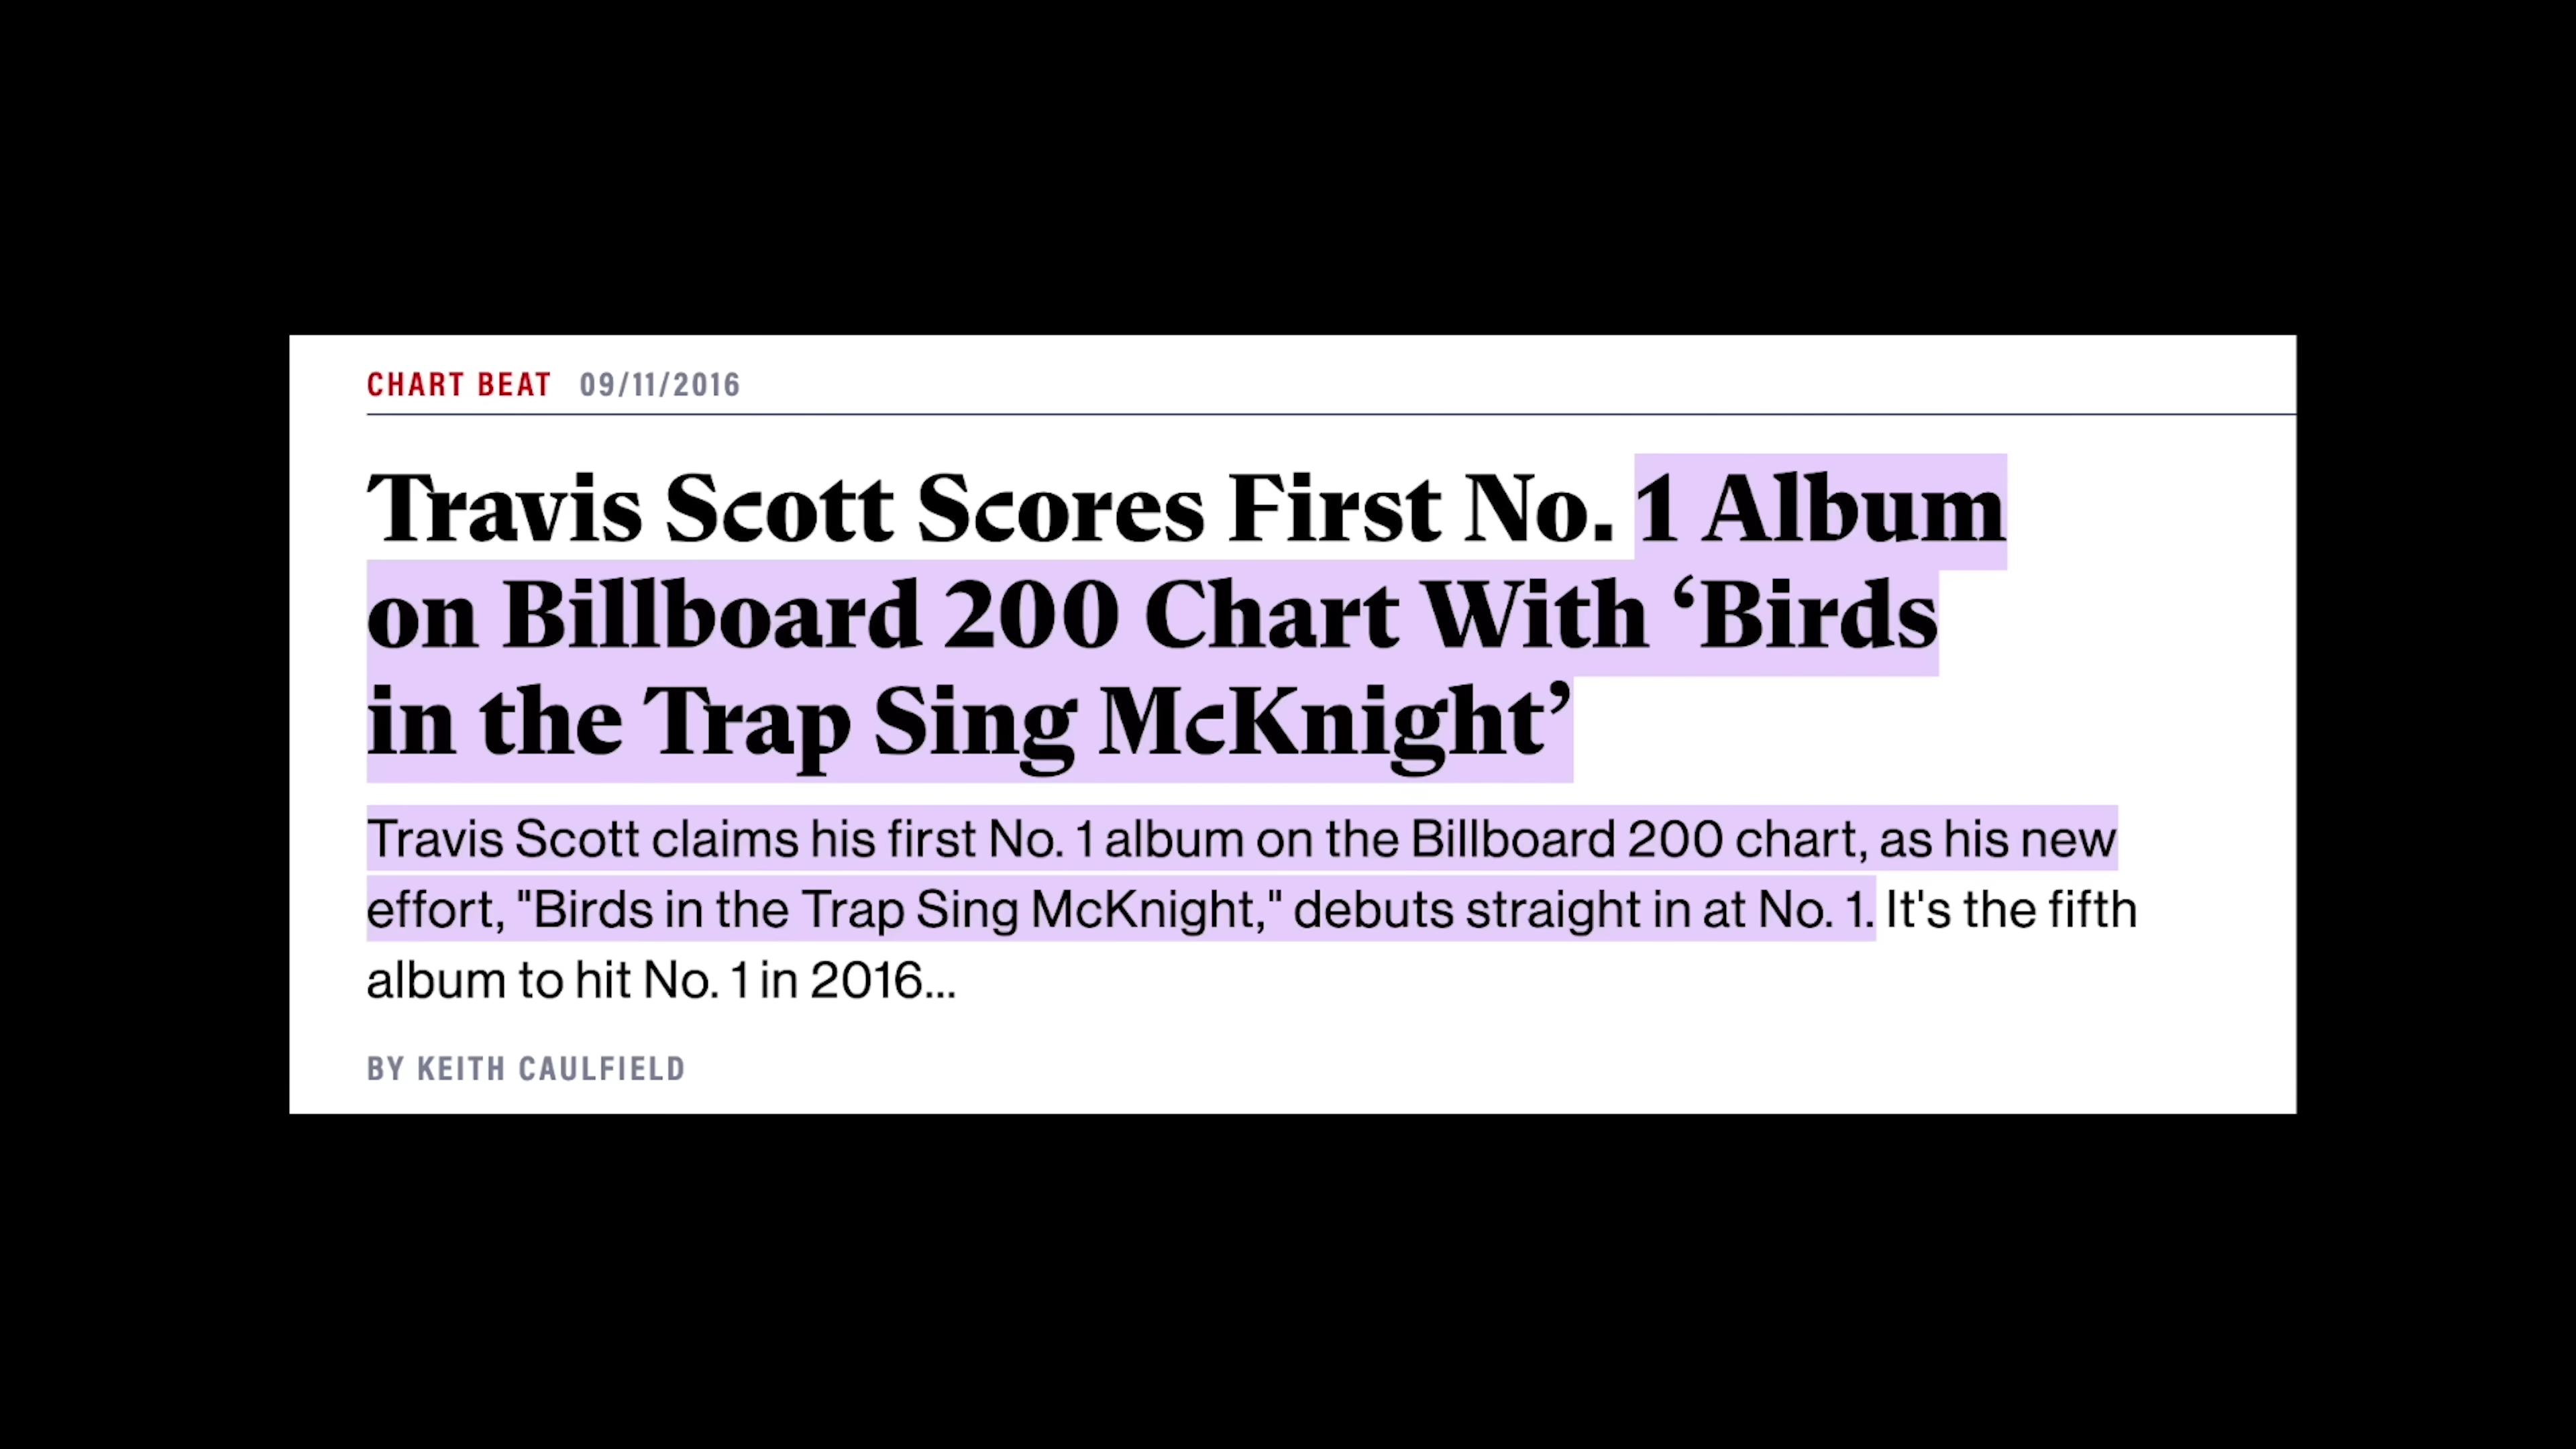 CHART BEAT 09/11/2016
Travis Scott Scores First No. 1 Album
on Billboard 200 Chart With ‘Birds
in the Trap Sing McKnight’
Travis Scott claims his first No. 1 album on the Billboard 200 chart, as his new
effort, "Birds in the Trap Sing McKnight," debuts straight in at No. 1. It's the fifth
album to hit No. 1 in 2016...
BY KEITH CAULFIELD